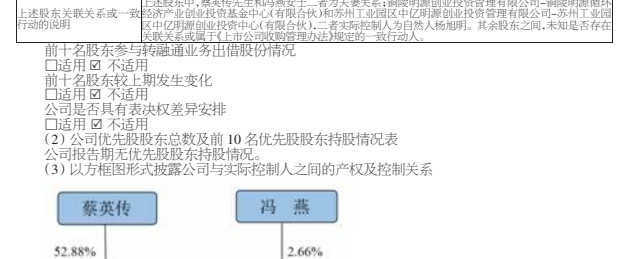 上述股东关联关系或一致行动的说明
上述股东中,蔡英传先生和冯燕女士二者为夫妻关系;铜陵明源创业投资管理有限公司-铜陵明源循环
经济产业创业投资基金中心(有限合伙)和苏州工业园区中亿明源创业投资管理有限公司-苏州工业园
区中亿明源创业投资中心(有限合伙),二者实际控制人为自然人杨旭明。其余股东之间,未知是否存在
关联关系或属于《上市公司收购管理办法》规定的一致行动人。
前十名股东参与转融通业务出借股份情况
□适用 ☑ 不适用
前十名股东较上期发生变化
□适用 ☑ 不适用
公司是否具有表决权差异安排
□适用 ☑ 不适用
(2)公司优先股股东总数及前 10 名优先股股东持股情况表
公司报告期无优先股股东持股情况。
(3)以方框图形式披露公司与实际控制人之间的产权及控制关系
蔡英传
冯 燕
52.88%
2.66%